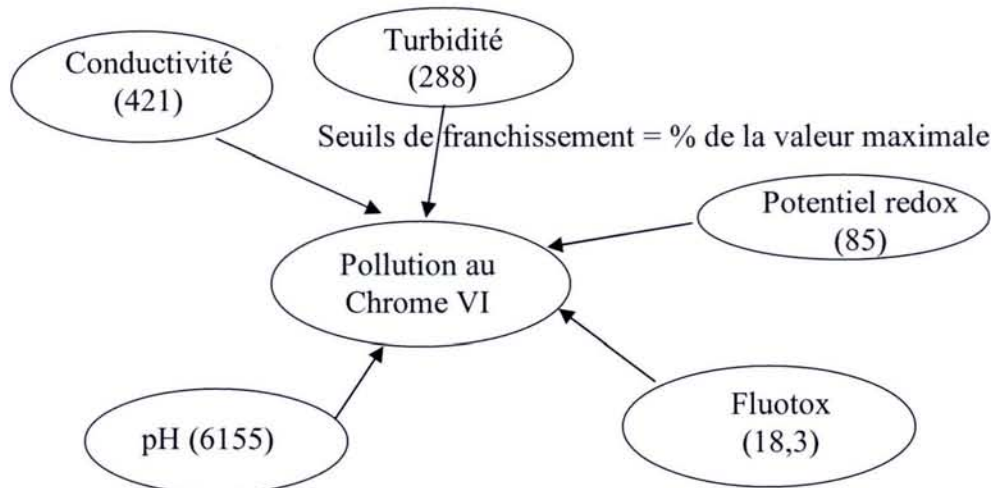 Turbidité
(288)
Conductivité
(421)
Seuils de franchissement = % de la valeur maximale
Potentiel redox
(85)
Pollution au
Chrome VI
Fluotox
(18,3)
pH (6155)